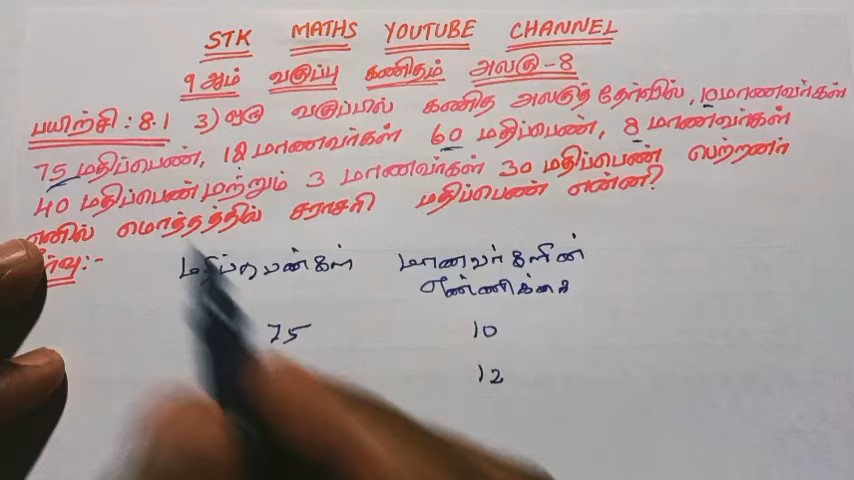 STK MATHS YOUTUBE CHANNEL
9 ஆம் வகுப்பு கணிதம் அலகு-8
பயிற்சி : 8.1 3) ஒரு வகுப்பில் கணித அலகுத் தேர்வில், 10 மாணவர்கள்
75 மதிப்பெண், 12 மாணவர்கள் 60 மதிப்பெண், 8 மாணவர்கள்
40 மதிப்பெண் மற்றும் 3 மாணவர்கள் 30 மதிப்பெண் பெற்றனர்
எனில் மொத்தத்தில் சராசரி மதிப்பெண் என்ன?
மாணவர்களின்
எண்ணிக்கை
75 10
12